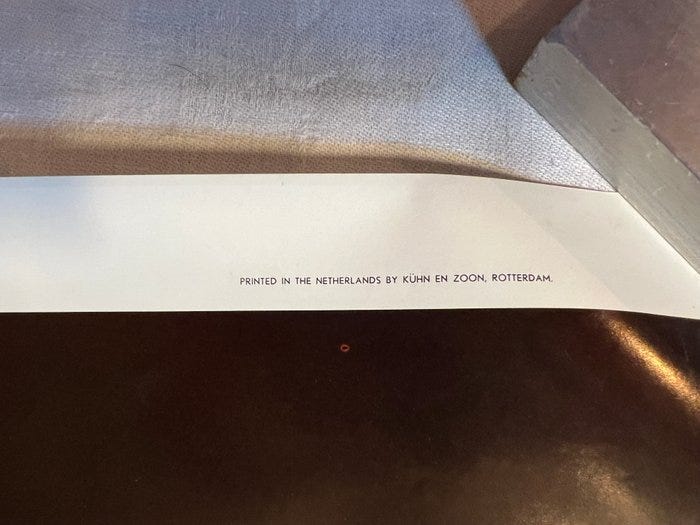 PRINTED IN THE NETHERLANDS BY KÜHN EN ZOON, ROTTERDAM.